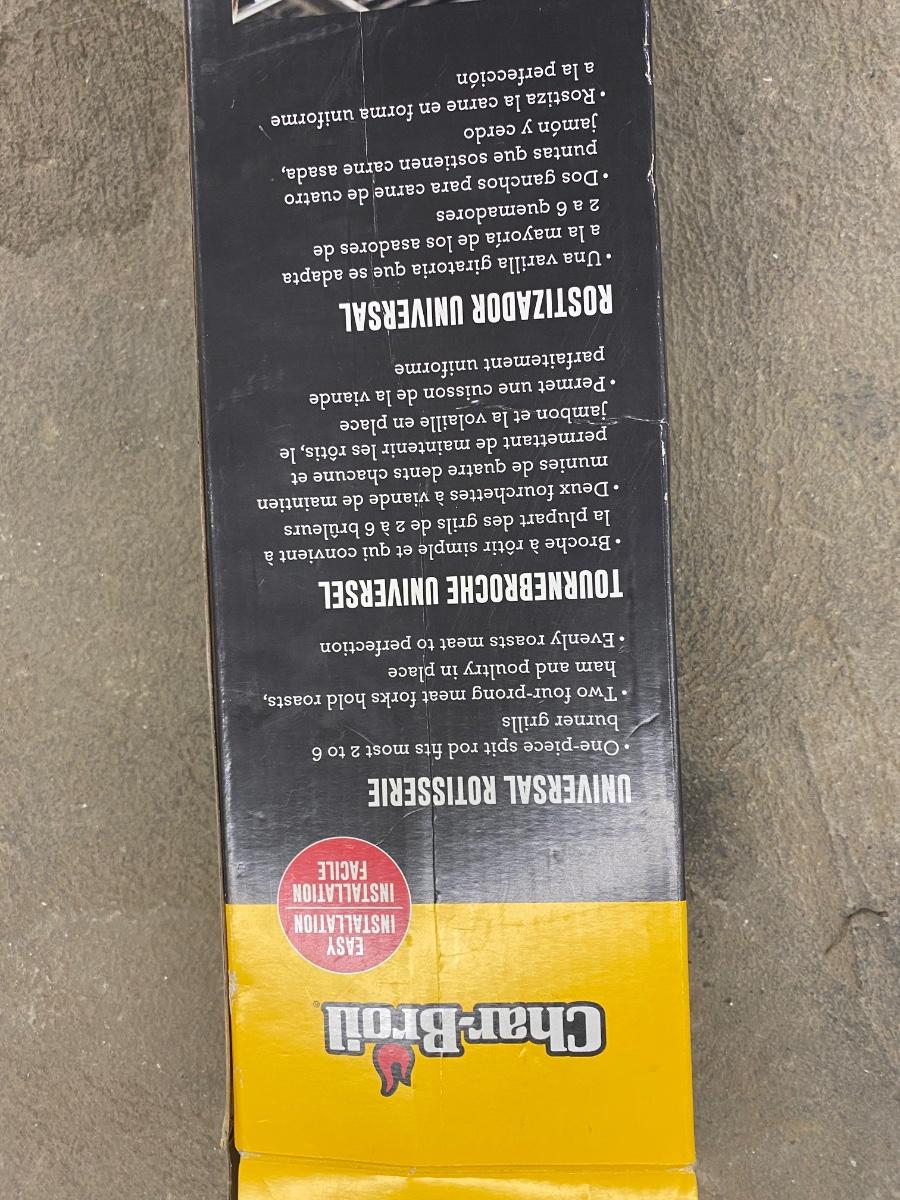 Char-Broil®
EASY
INSTALLATION
INSTALLATION
FACILE
UNIVERSAL ROTISSERIE
• One-piece spit rod fits most 2 to 6
burner grills
• Two four-prong meat forks hold roasts,
ham and poultry in place
• Evenly roasts meat to perfection
TOURNEBROCHE UNIVERSEL
• Broche à rôtir simple et qui convient à
la plupart des grils de 2 à 6 brûleurs
• Deux fourchettes à viande de maintien
munies de quatre dents chacune et
permettant de maintenir les rôtis, le
jambon et la volaille en place
• Permet une cuisson de la viande
parfaitement uniforme
ROSTIZADOR UNIVERSAL
• Una varilla giratoria que se adapta
a la mayoría de los asadores de
2 a 6 quemadores
• Dos ganchos para carne de cuatro
puntas que sostienen carne asada,
jamón y cerdo
• Rostiza la carne en forma uniforme
a la perfección